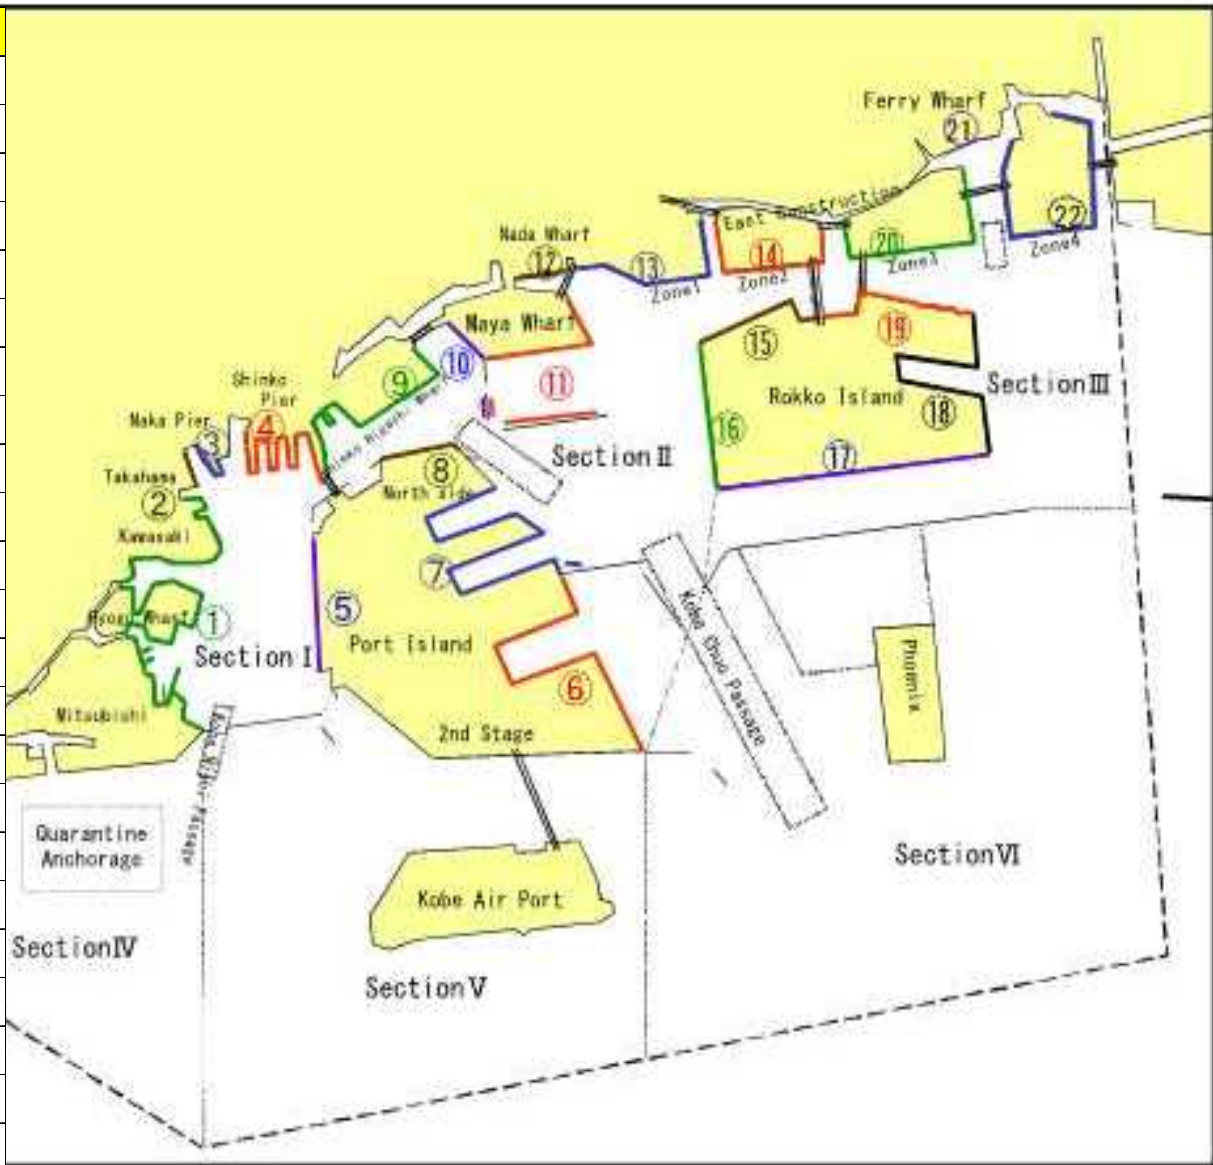 Ferry Wharf
21
East Construction
22
Zone4
20
Zone3
Nada Wharf
12
13
Zone1
14
Zone2
Maya Wharf
10
9
11
15
19
Rokko Island
Section III
18
16
17
Shinko
Pier
4
Naka Pier
3
Takahama
2
Kawasaki
8
North side
Section II
7
5
1
Wharf
Section I
Port Island
6
Mitsubishi
2nd Stage
Kobe Chuo Passage
Phoenix
Passage
Quarantine
Anchorage
Section VI
Kobe Air Port
Section IV
Section V